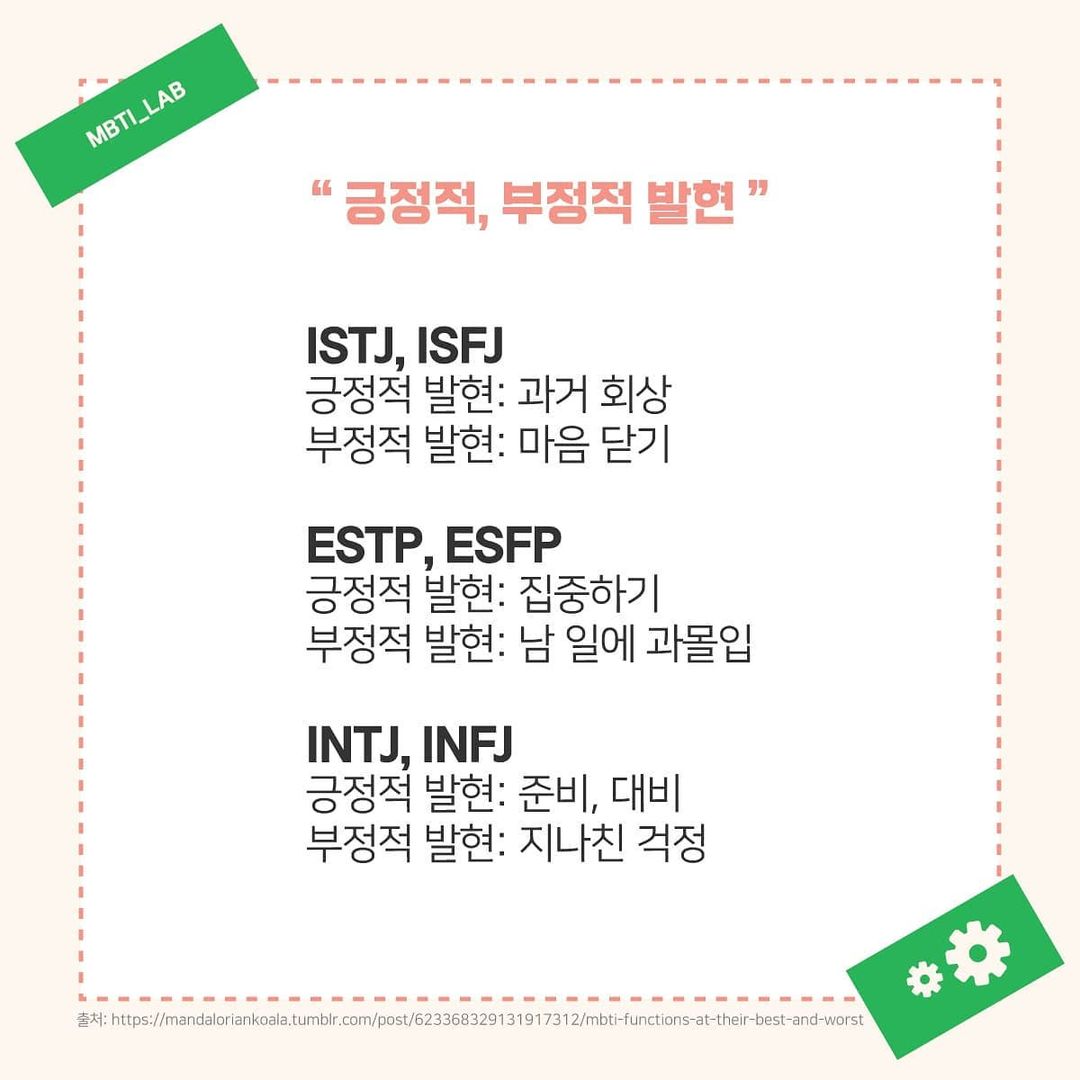 MBTI_LAB
“ 긍정적, 부정적 발현 ”
ISTJ, ISFJ
긍정적 발현: 과거 회상
부정적 발현: 마음 닫기
ESTP, ESFP
긍정적 발현: 집중하기
부정적 발현: 남 일에 과몰입
INTJ, INFJ
긍정적 발현: 준비, 대비
부정적 발현: 지나친 걱정
출처: https://mandaloriankoala.tumblr.com/post/623368329131917312/mbti-functions-at-their-best-and-worst